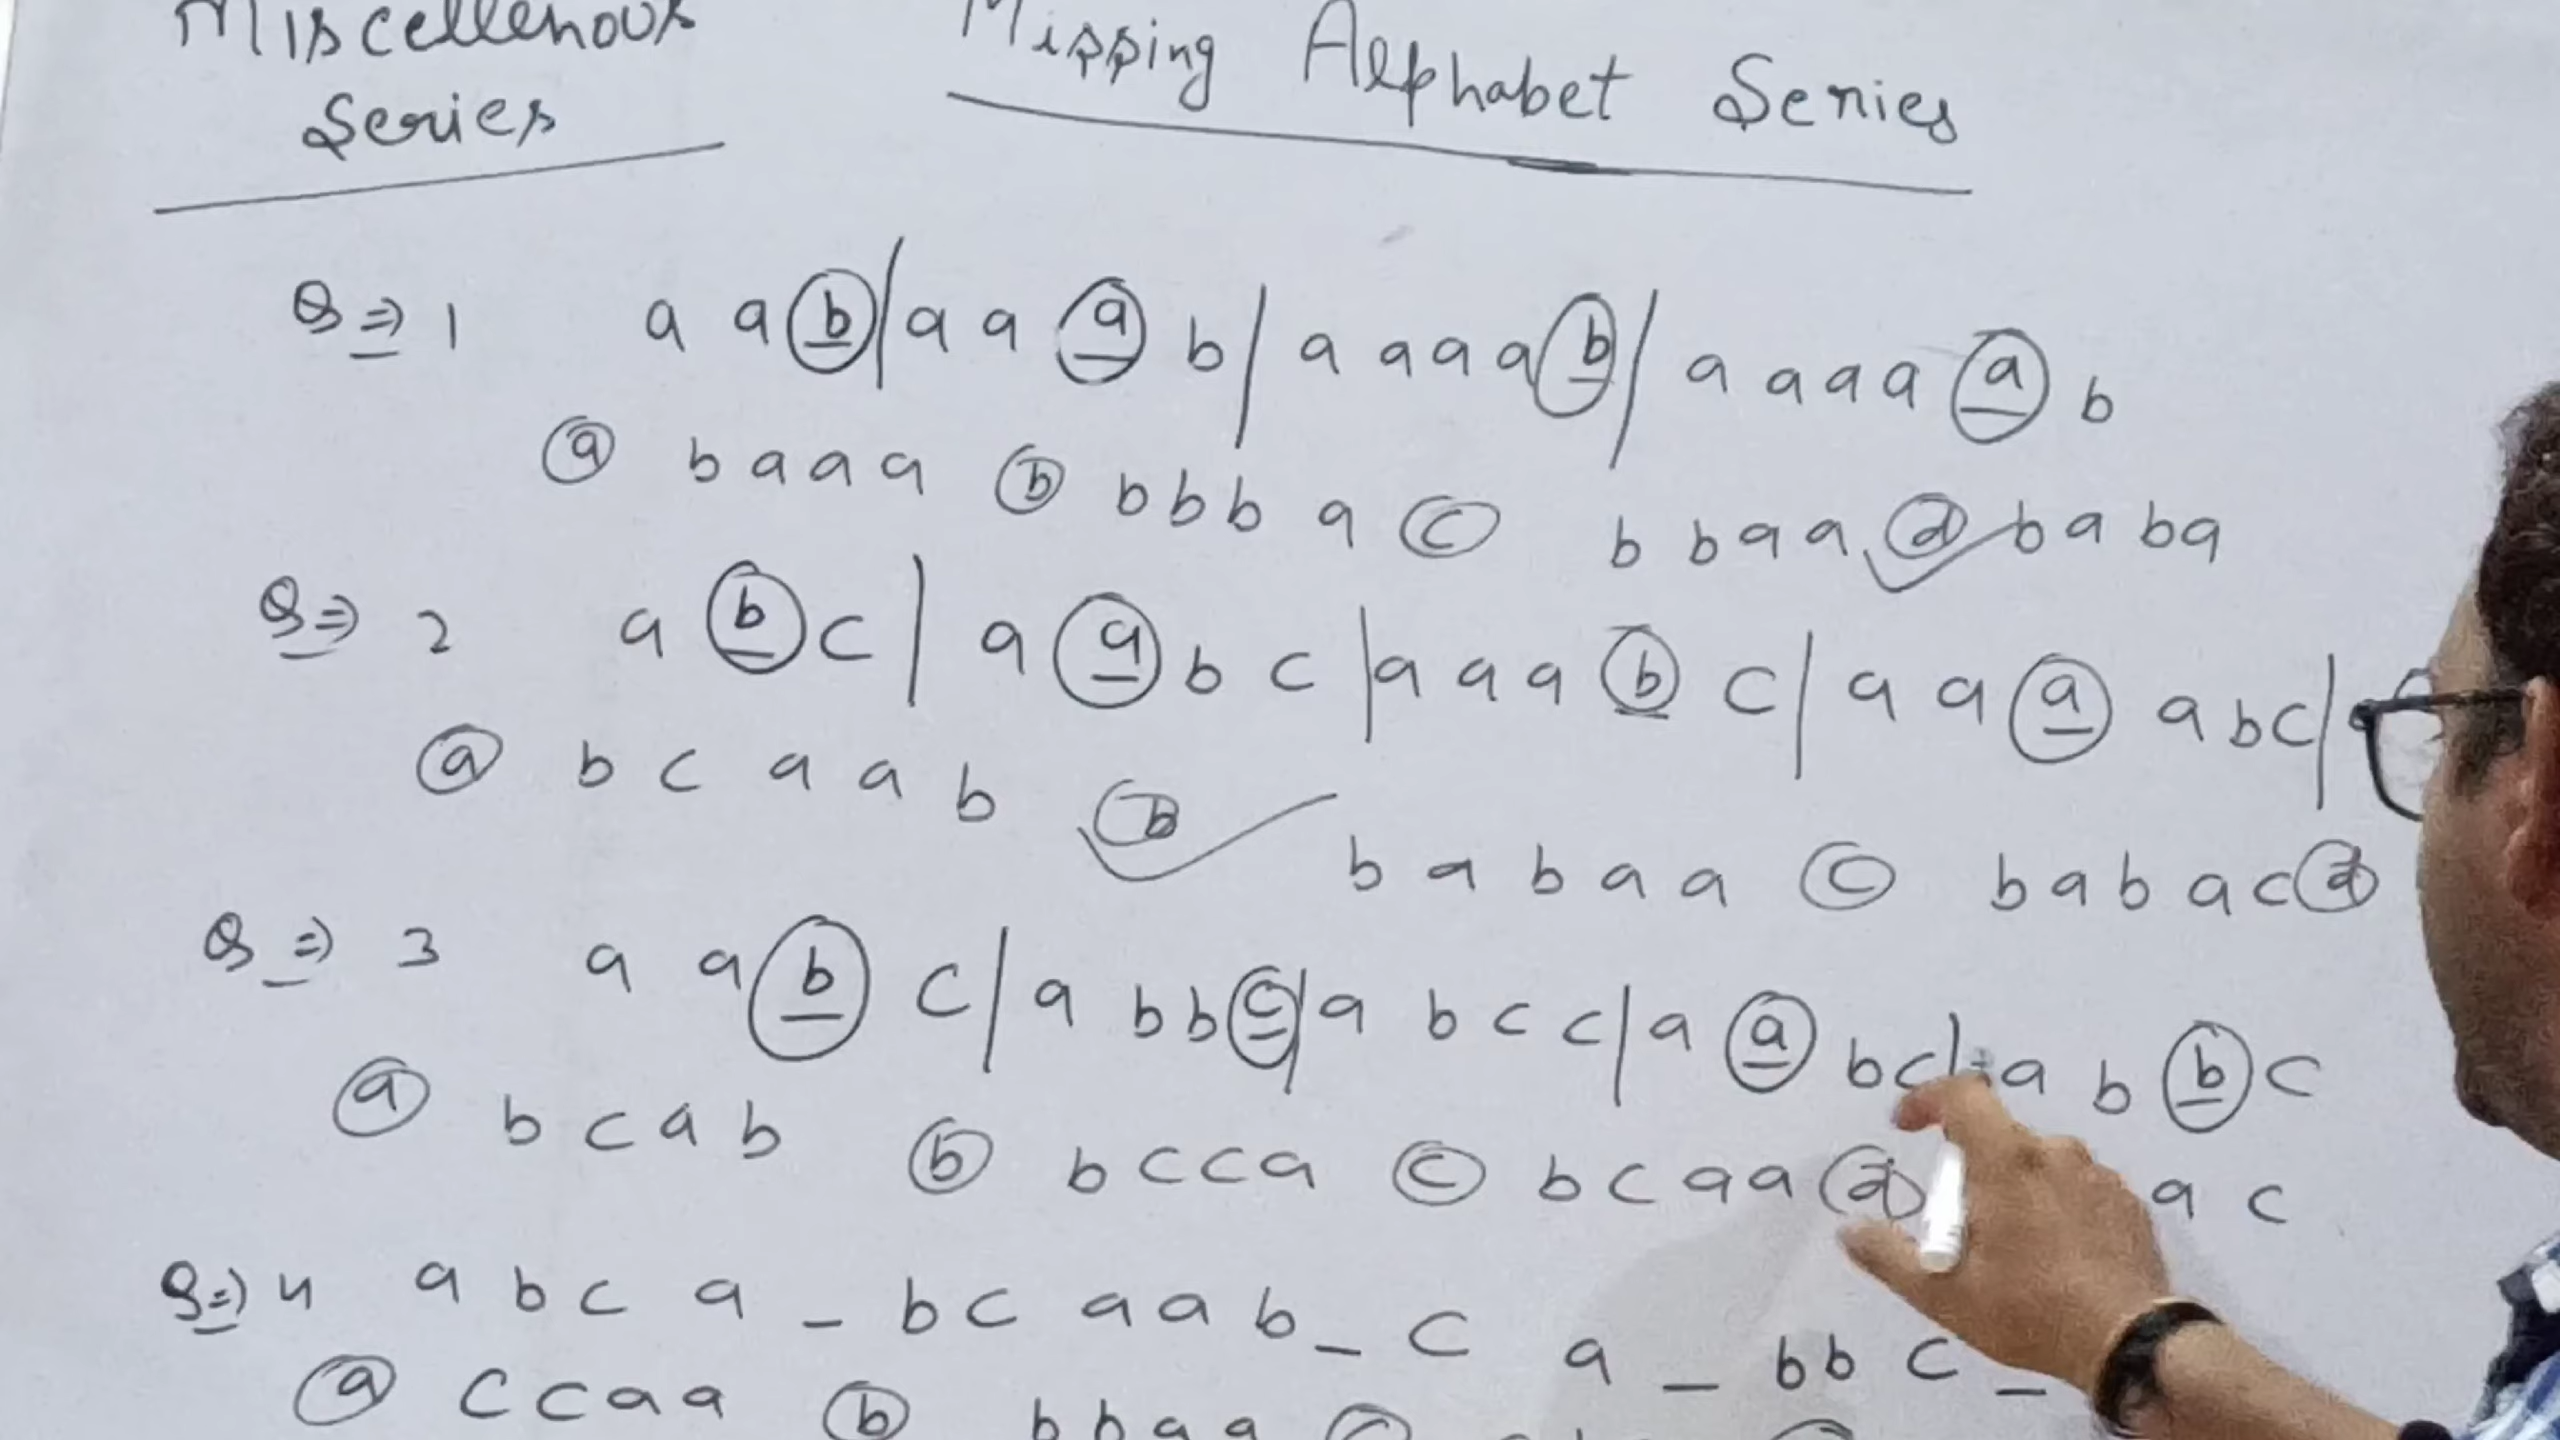 Miscellenous Missing Alphabet Series
Series
Q⇒ 1 a a b / a a a b / a a a a b / a a a a a b
(a) b a a a (b) b b b a (c) b b a a (d) b a b a
Q⇒ 2 a b c | a a b c | a a a b c | a a a a b c |
(a) b c a a b (b) b a b a a (c) b a b a c (d)
Q⇒ 3 a a b c | a b b c | a b c c | a a b c | a b b c
(a) b c a b (b) b c c a (c) b c a a (d) a c
Q⇒ 4 a b c a _ b c a a b _ c a _ b b c _
(a) c c a a (b) b b a a